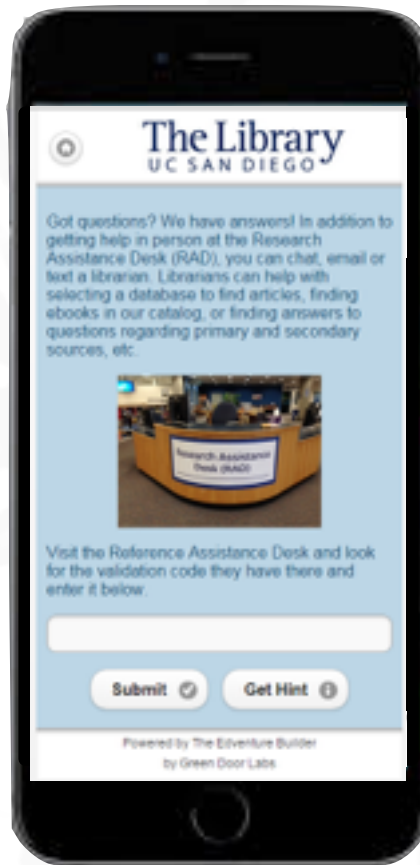 The Library
UC SAN DIEGO
Got questions? We have answers! In addition to
getting help in person at the Research
Assistance Desk (RAD), you can chat, email or
text a librarian. Librarians can help with
selecting a database to find articles, finding
ebooks in our catalog, or finding answers to
questions regarding primary and secondary
sources, etc.
Research Assistance
Desk (RAD)
Visit the Reference Assistance Desk and look
for the validation code they have there and
enter it below.
Submit Get Hint
Powered by The Edventure Builder
by Green Door Labs